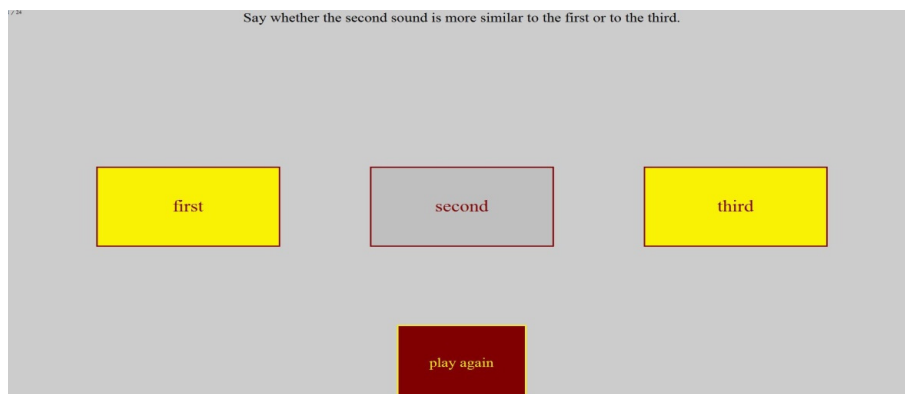 Say whether the second sound is more similar to the first or to the third.
first
second
third
play again